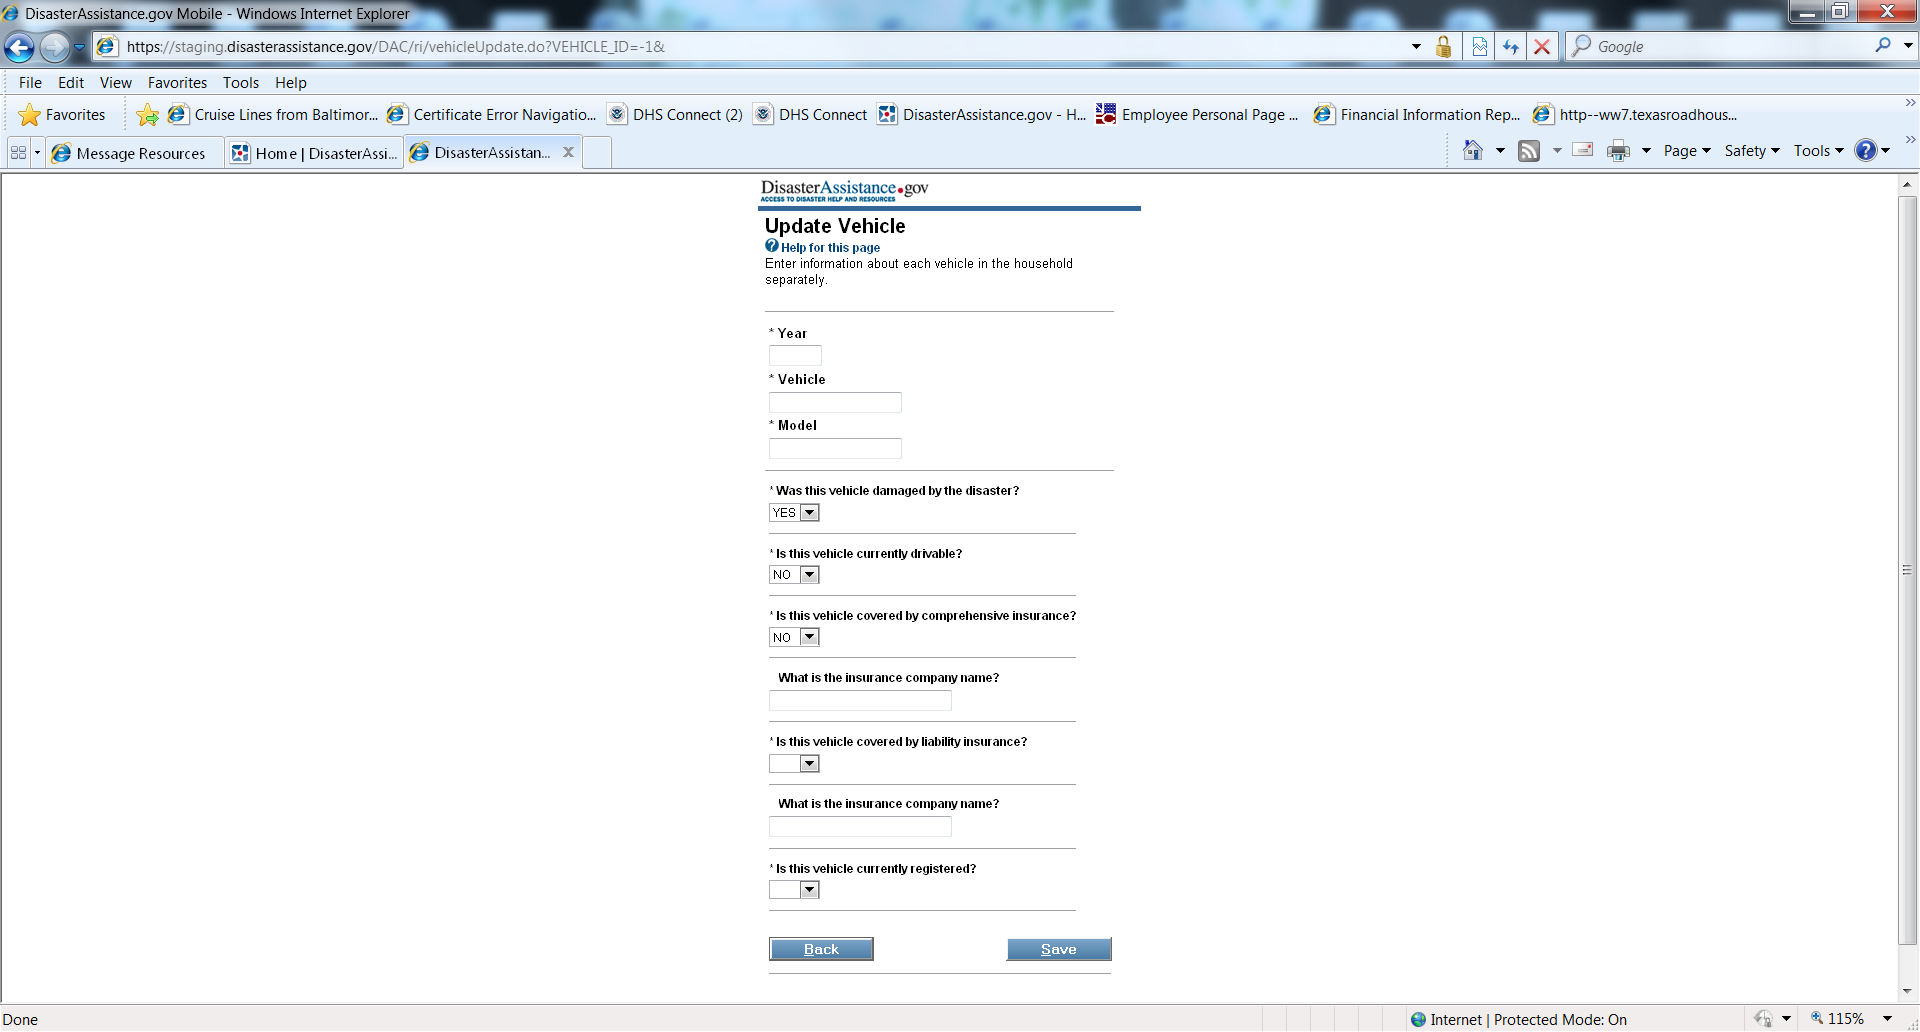 DisasterAssistance.gov Mobile - Windows Internet Explorer
https://staging.disasterassistance.gov/DAC/ri/vehicleUpdate.do?VEHICLE_ID=-1&
Google
File Edit View Favorites Tools Help
Favorites Cruise Lines from Baltimor... Certificate Error Navigatio... DHS Connect (2) DHS Connect DisasterAssistance.gov - H... Employee Personal Page ... Financial Information Rep... http--ww7.texasroadhous...
Message Resources Home | DisasterAssi... DisasterAssistan... Page Safety Tools
DisasterAssistance.gov
ACCESS TO DISASTER HELP AND RESOURCES
Update Vehicle
Help for this page
Enter information about each vehicle in the household
separately.
* Year
* Vehicle
* Model
* Was this vehicle damaged by the disaster?
YES
* Is this vehicle currently drivable?
NO
* Is this vehicle covered by comprehensive insurance?
NO
What is the insurance company name?
* Is this vehicle covered by liability insurance?
What is the insurance company name?
* Is this vehicle currently registered?
Back Save
Done Internet | Protected Mode: On 115%